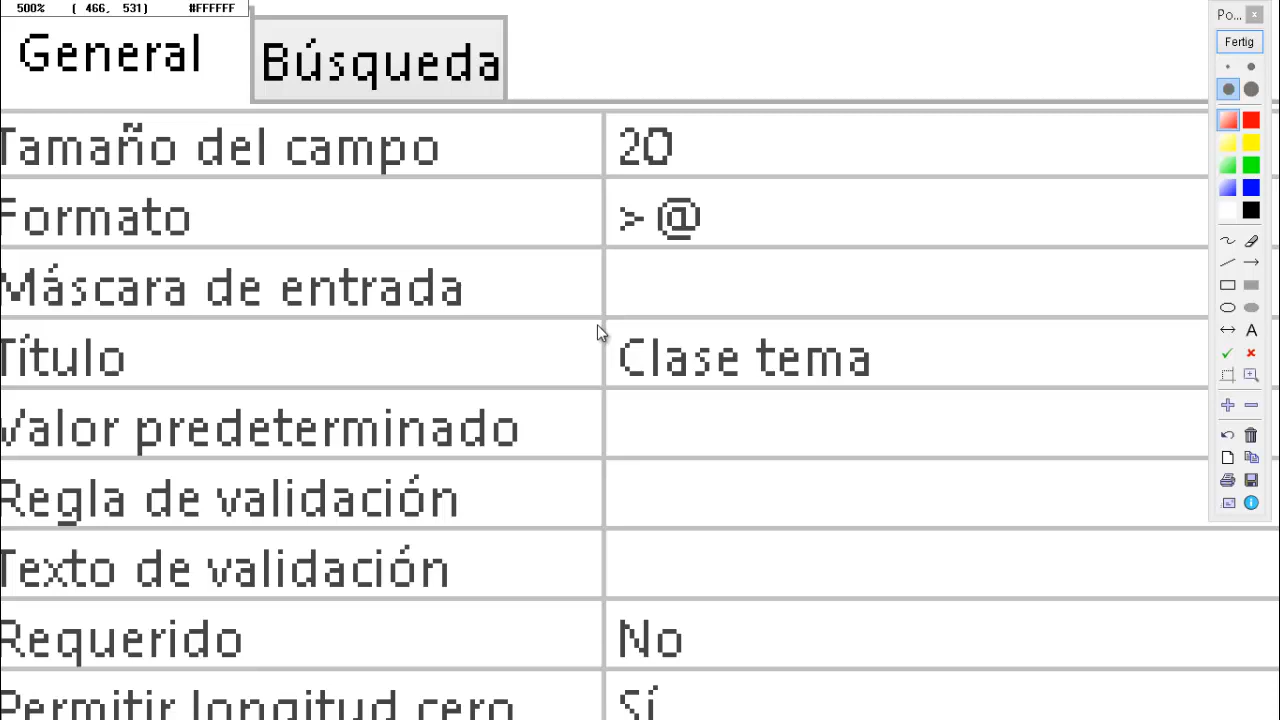 500% ( 466, 531) #FFFFFF
Po...
Fertig
General Búsqueda
Tamaño del campo 20
Formato >@
Máscara de entrada
Título Clase tema
Valor predeterminado
Regla de validación
Texto de validación
Requerido No
Permitir longitud cero Sí
A